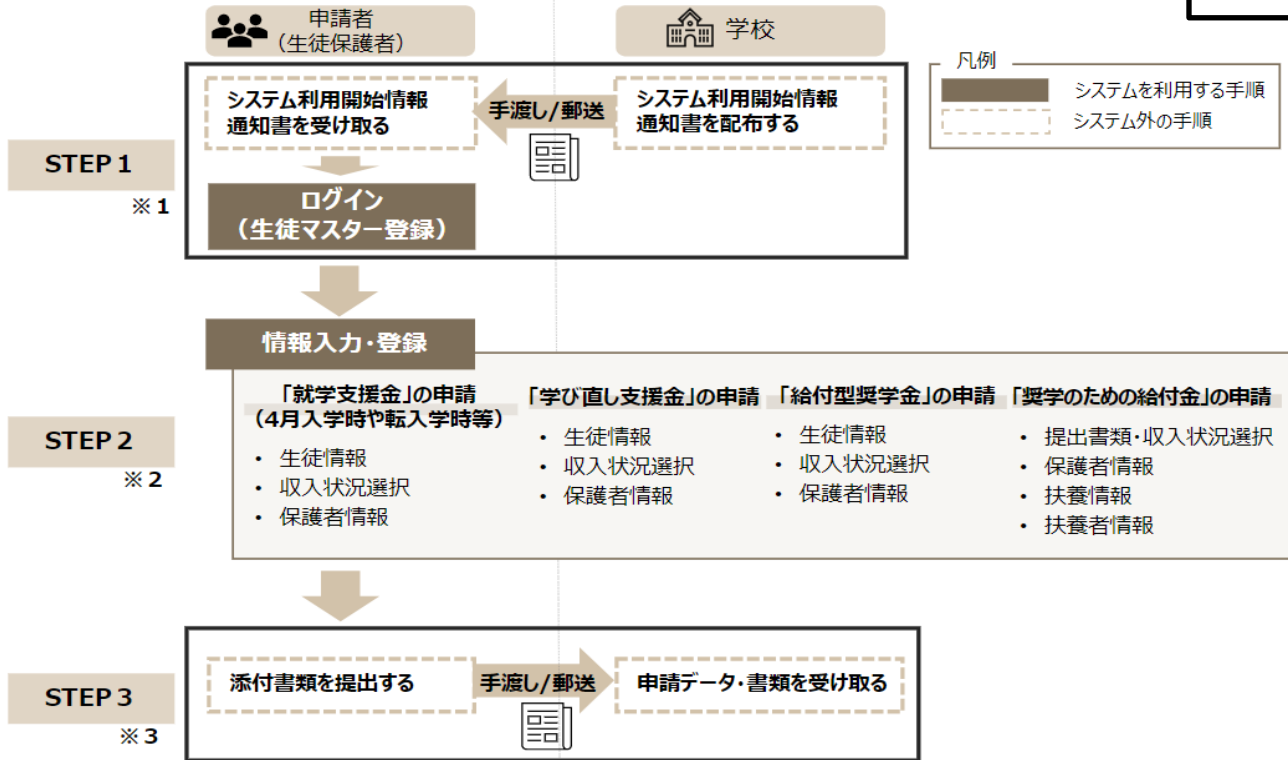 申請者
(生徒保護者)
学校
凡例
システムを利用する手順
システム外の手順
STEP 1
※1
システム利用開始情報
通知書を受け取る
手渡し/郵送
システム利用開始情報
通知書を配布する
ログイン
(生徒マスター登録)
STEP 2
※2
情報入力・登録
「就学支援金」の申請
(4月入学時や転入学時等)
• 生徒情報
• 収入状況選択
• 保護者情報
「学び直し支援金」の申請
• 生徒情報
• 収入状況選択
• 保護者情報
「給付型奨学金」の申請
• 生徒情報
• 収入状況選択
• 保護者情報
「奨学のための給付金」の申請
• 提出書類・収入状況選択
• 保護者情報
• 扶養情報
• 扶養者情報
STEP 3
※3
添付書類を提出する
手渡し/郵送
申請データ・書類を受け取る